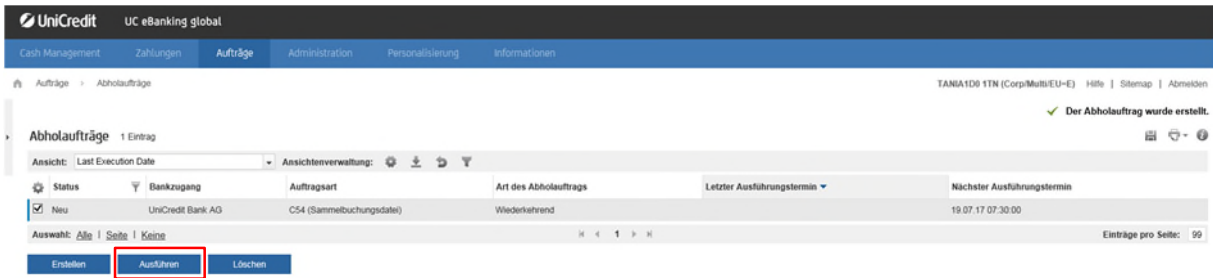 UniCredit UC eBanking global
Cash Management Zahlungen Aufträge Administration Personalisierung Informationen
Aufträge > Abholaufträge TANIA1D0 1TN (Corp/Multi/EU=E) Hilfe | Sitemap | Abmelden
Der Abholauftrag wurde erstellt.
Abholaufträge 1 Eintrag
Ansicht: Last Execution Date Ansichtenverwaltung:
Status Bankzugang Auftragsart Art des Abholauftrags Letzter Ausführungstermin Nächster Ausführungstermin
Neu UniCredit Bank AG C54 (Sammelbuchungsdatei) Wiederkehrend 19.07.17 07:30:00
Auswahl: Alle | Seite | Keine 1 Einträge pro Seite: 99
Erstellen Ausführen Löschen